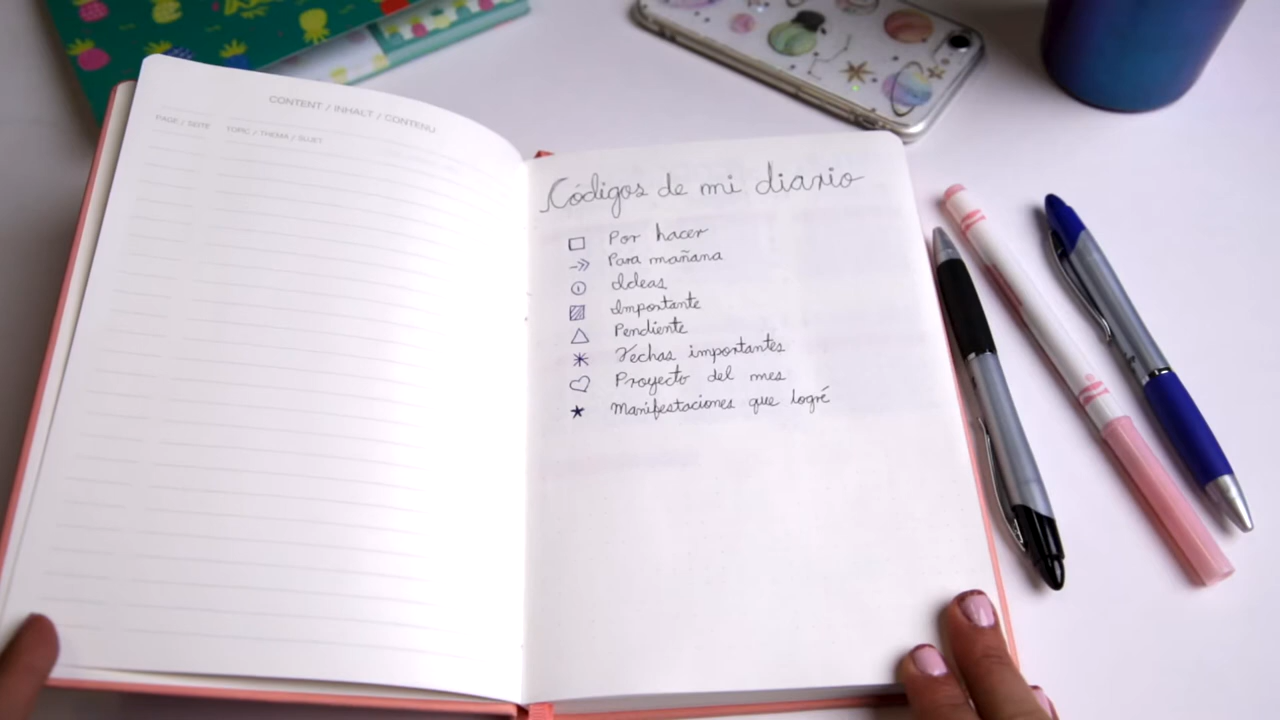 CONTENT / INHALT / CONTENU
PAGE / SEITE TOPIC / THEMA / SUJET
Códigos de mi diario
Por hacer
Para mañana
Ideas
Importante
Pendiente
Fechas importantes
Proyecto del mes
Manifestaciones que logré